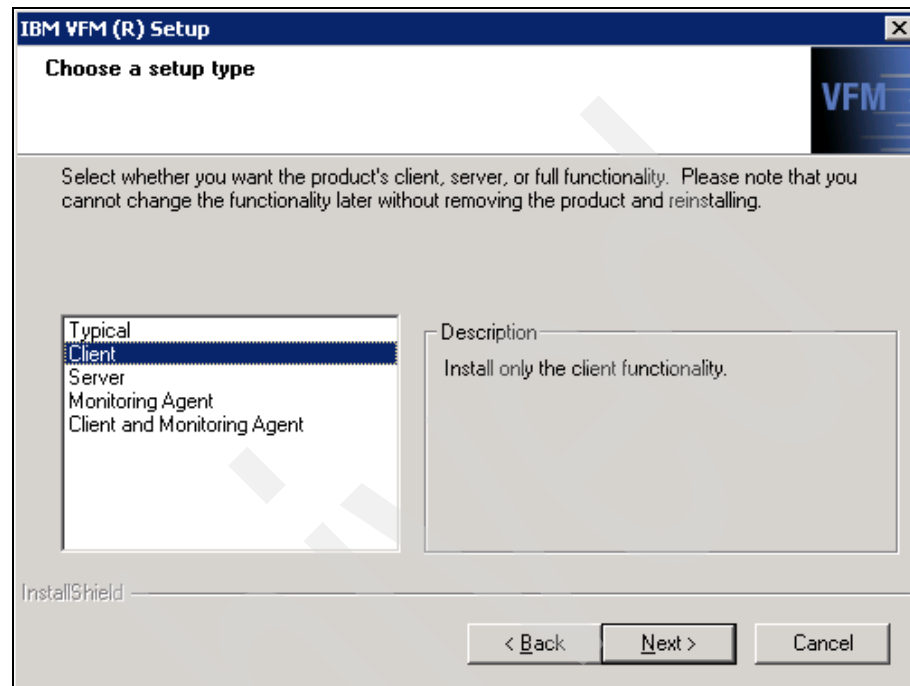 IBM VFM (R) Setup
Choose a setup type
VFM
Select whether you want the product's client, server, or full functionality. Please note that you
cannot change the functionality later without removing the product and reinstalling.
Typical
Client
Server
Monitoring Agent
Client and Monitoring Agent
Description
Install only the client functionality.
InstallShield
< Back
Next >
Cancel